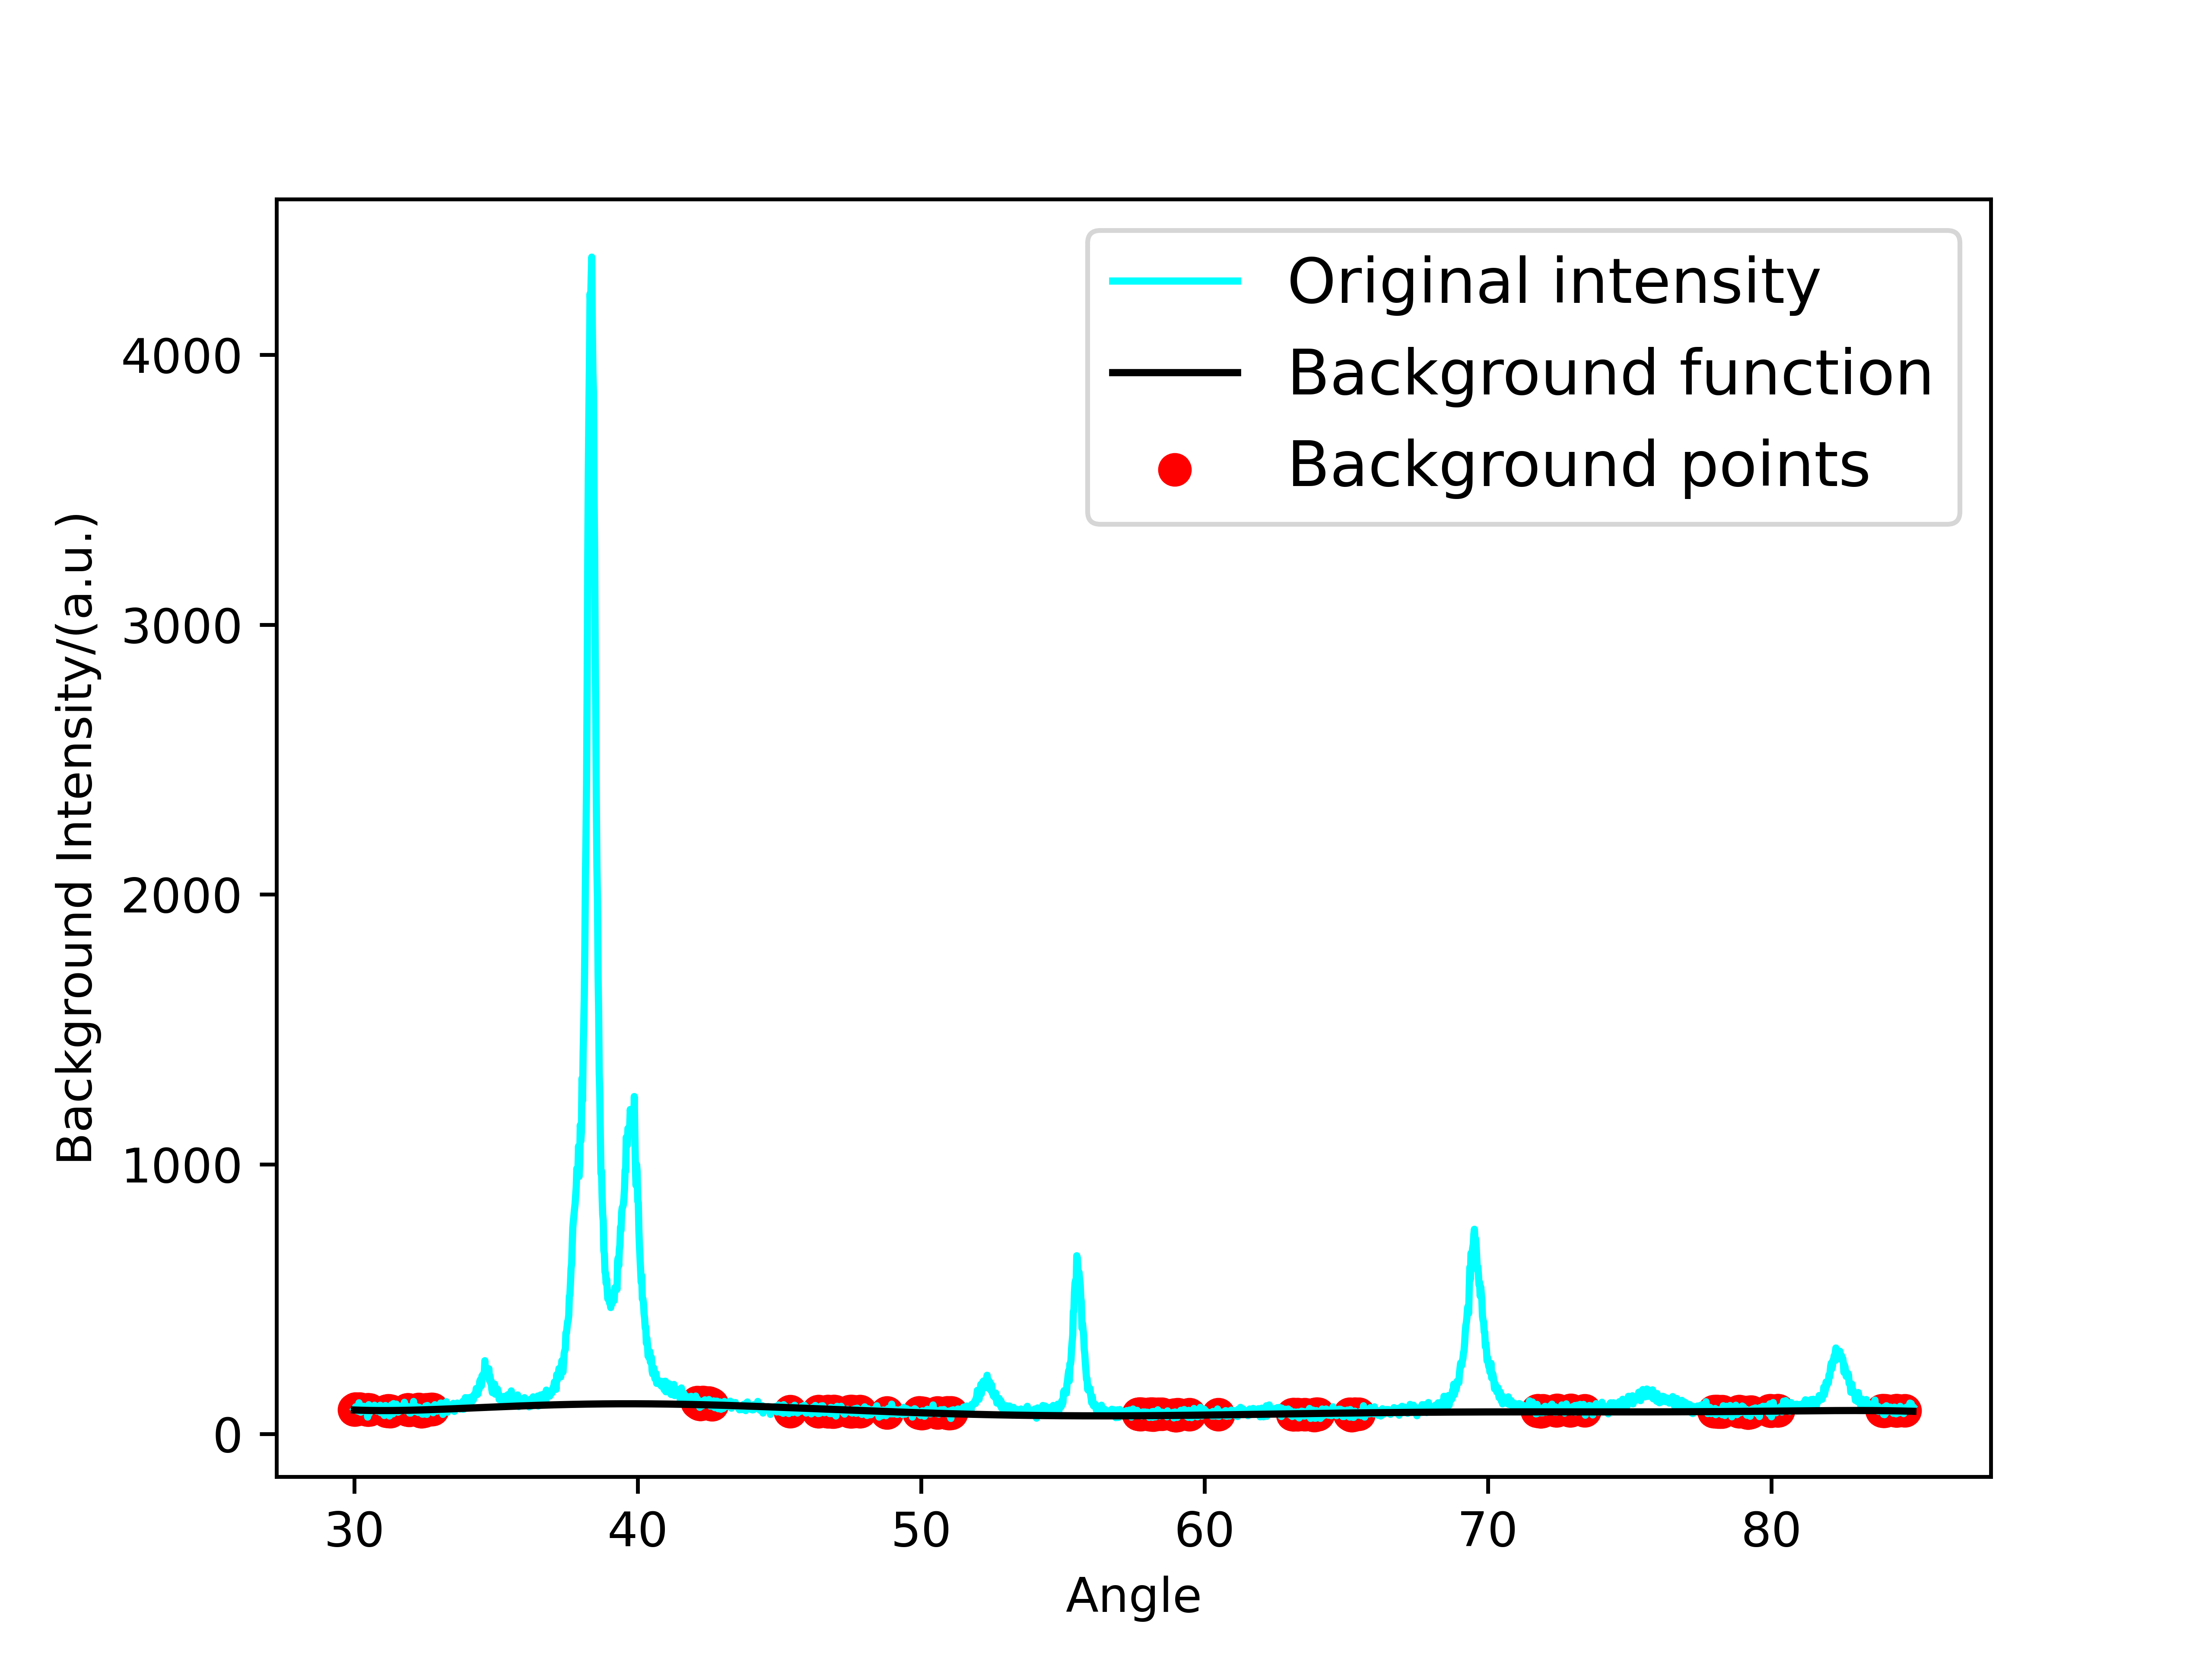 Original intensity
Background function
Background points
4000
3000
2000
1000
0
Background Intensity/(a.u.)
30 40 50 60 70 80
Angle